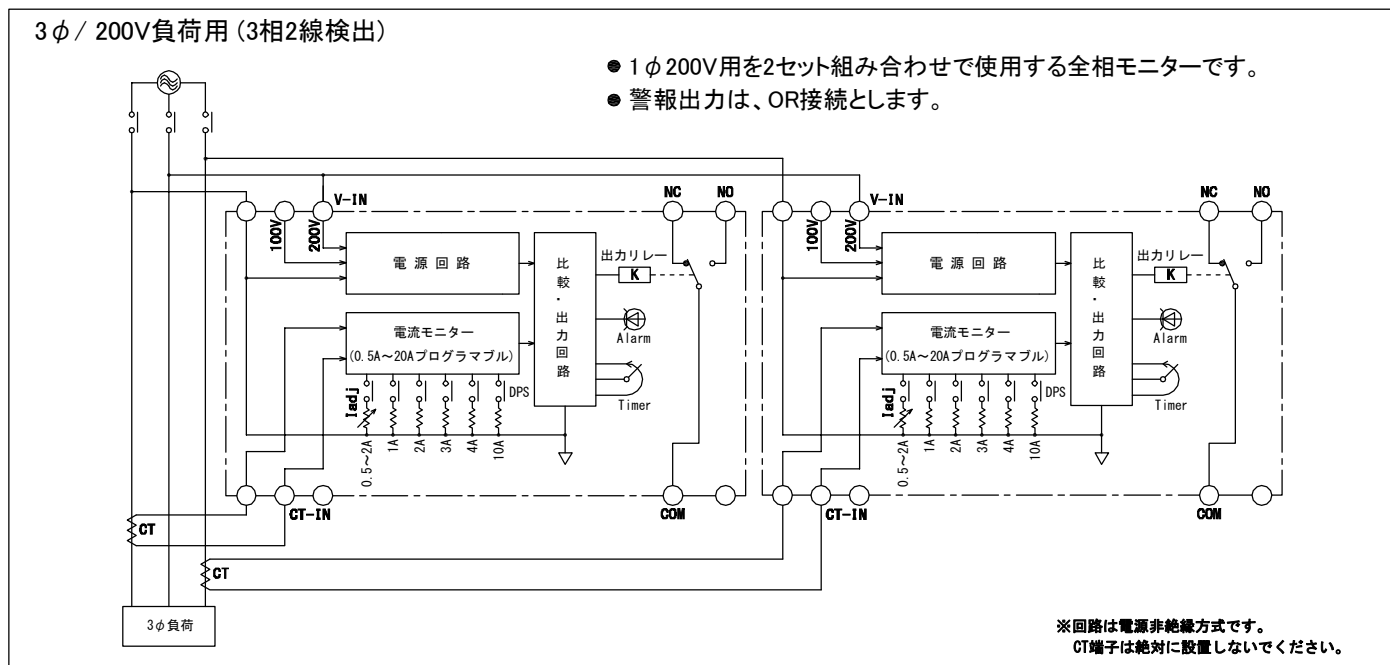 3φ/ 200V負荷用 (3相2線検出)
● 1φ200V用を2セット組み合わせで使用する全相モニターです。
● 警報出力は、OR接続とします。
V-IN
NC
NO
100V
200V
電源回路
比較・出力回路
出力リレー
K
電流モニター
(0.5A～20Aプログラマブル)
Alarm
Iadj
DPS
Timer
0.5～2A
1A
2A
3A
4A
10A
CT-IN
COM
V-IN
NC
NO
100V
200V
電源回路
比較・出力回路
出力リレー
K
電流モニター
(0.5A～20Aプログラマブル)
Alarm
Iadj
DPS
Timer
0.5～2A
1A
2A
3A
4A
10A
CT-IN
COM
CT
CT
3φ負荷
※回路は電源非絶縁方式です。
CT端子は絶対に設置しないでください。